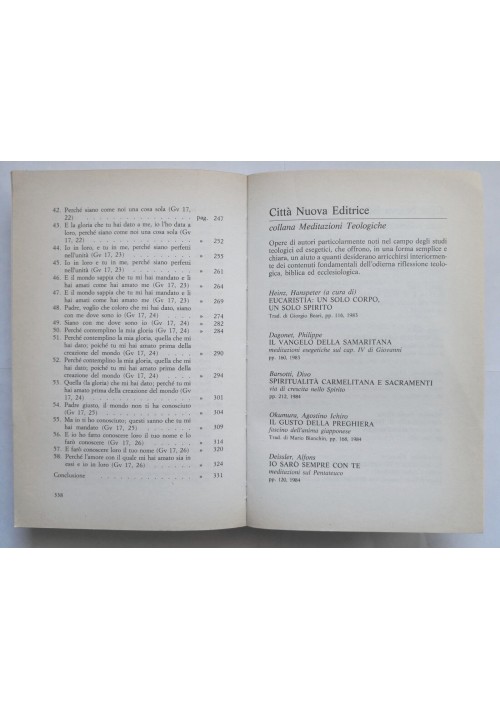 42. Perché siano come noi una cosa sola (Gv 17,
22) . . . . . . . . . . . . . pag. 247
43. E la gloria che tu hai dato a me, io l'ho data a
loro, perché siano come noi una cosa sola (Gv
17, 22) . . . . . . . . . . . . » 252
44. Io in loro, e tu in me, perché siano perfetti
nell'unità (Gv 17, 23) . . . . . . . » 255
45. Io in loro e tu in me, perché siano perfetti
nell'unità (Gv 17, 23) . . . . . . . » 261
46. E il mondo sappia che tu mi hai mandato e li
hai amati come hai amato me (Gv 17, 23) . » 264
47. E il mondo sappia che tu mi hai mandato e li
hai amati come hai amato me (Gv 17, 23) . » 269
48. Padre, voglio che coloro che mi hai dato, siano
con me dove sono io (Gv 17, 24) . . . . » 274
49. Siano con me dove sono io (Gv 17, 24) . . » 282
50. Perché contemplino la mia gloria (Gv 17, 24) » 284
51. Perché contemplino la mia gloria, quella che mi
hai dato; poiché tu mi hai amato prima della
creazione del mondo (Gv 17, 24) . . . . » 290
52. Perché contemplino la mia gloria, quella che mi
hai dato; poiché tu mi hai amato prima della
creazione del mondo (Gv 17, 24) . . . . » 294
53. Quella (la gloria) che mi hai dato; perché tu mi
hai amato prima della creazione del mondo (Gv
17, 24) . . . . . . . . . . . . » 301
54. Padre giusto, il mondo non ti ha conosciuto
(Gv 17, 25) . . . . . . . . . . . » 304
55. Ma io ti ho conosciuto; questi sanno che tu mi
hai mandato (Gv 17, 25) . . . . . . » 309
56. E io ho fatto conoscere loro il tuo nome e lo
farò conoscere (Gv 17, 26) . . . . . . » 314
57. E farò conoscere loro il tuo nome (Gv 17, 26) » 320
58. Perché l'amore con il quale mi hai amato sia in
essi e io in loro (Gv 17, 26) . . . . . » 324
Conclusione . . . . . . . . . . . » 331
338
Città Nuova Editrice
collana Meditazioni Teologiche
Opere di autori particolarmente noti nel campo degli studi
teologici ed esegetici, che offrono, in una forma semplice e
chiara, un aiuto a quanti desiderano arricchirsi interiormen-
te dei contenuti fondamentali dell'odierna riflessione teolo-
gica, biblica ed ecclesiologica.
Heinz, Hanspeter (a cura di)
EUCARISTIA: UN SOLO CORPO,
UN SOLO SPIRITO
Trad. di Giorgio pp. 116, 1983
Dagonet, Philippe
IL VANGELO DELLA SAMARITANA
meditazioni esegetiche sul cap. IV di Giovanni
pp. 160, 1983
Barsotti, Divo
SPIRITUALITÀ CARMELITANA E SACRAMENTI
via di crescita nello Spirito
pp. 212, 1984
Okumura, Agostino Ichiro
IL GUSTO DELLA PREGHIERA
fascino dell'anima giapponese
Trad. di Mario Bianchin, pp. 168, 1984
Deissler, Alfons
IO SARÒ SEMPRE CON TE
meditazioni sul Pentateuco
pp. 120, 1984